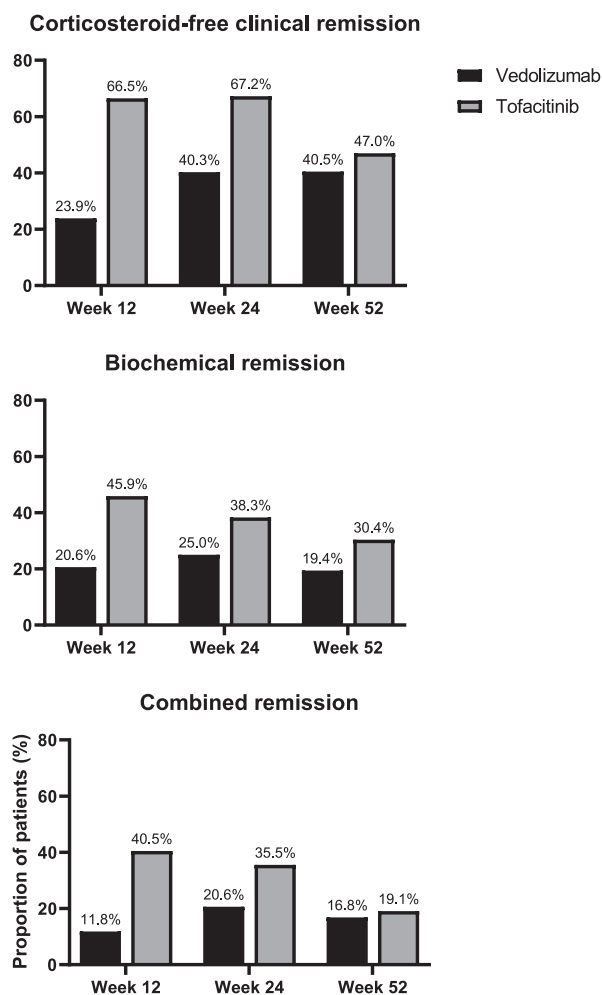 Corticosteroid-free clinical remission
Vedolizumab
Tofacitinib
80
60
40
20
0
23.9%
66.5%
40.3%
67.2%
40.5%
47.0%
Week 12
Week 24
Week 52
Biochemical remission
80
60
40
20
0
20.6%
45.9%
25.0%
38.3%
19.4%
30.4%
Week 12
Week 24
Week 52
Combined remission
Proportion of patients (%)
80
60
40
20
0
11.8%
40.5%
20.6%
35.5%
16.8%
19.1%
Week 12
Week 24
Week 52